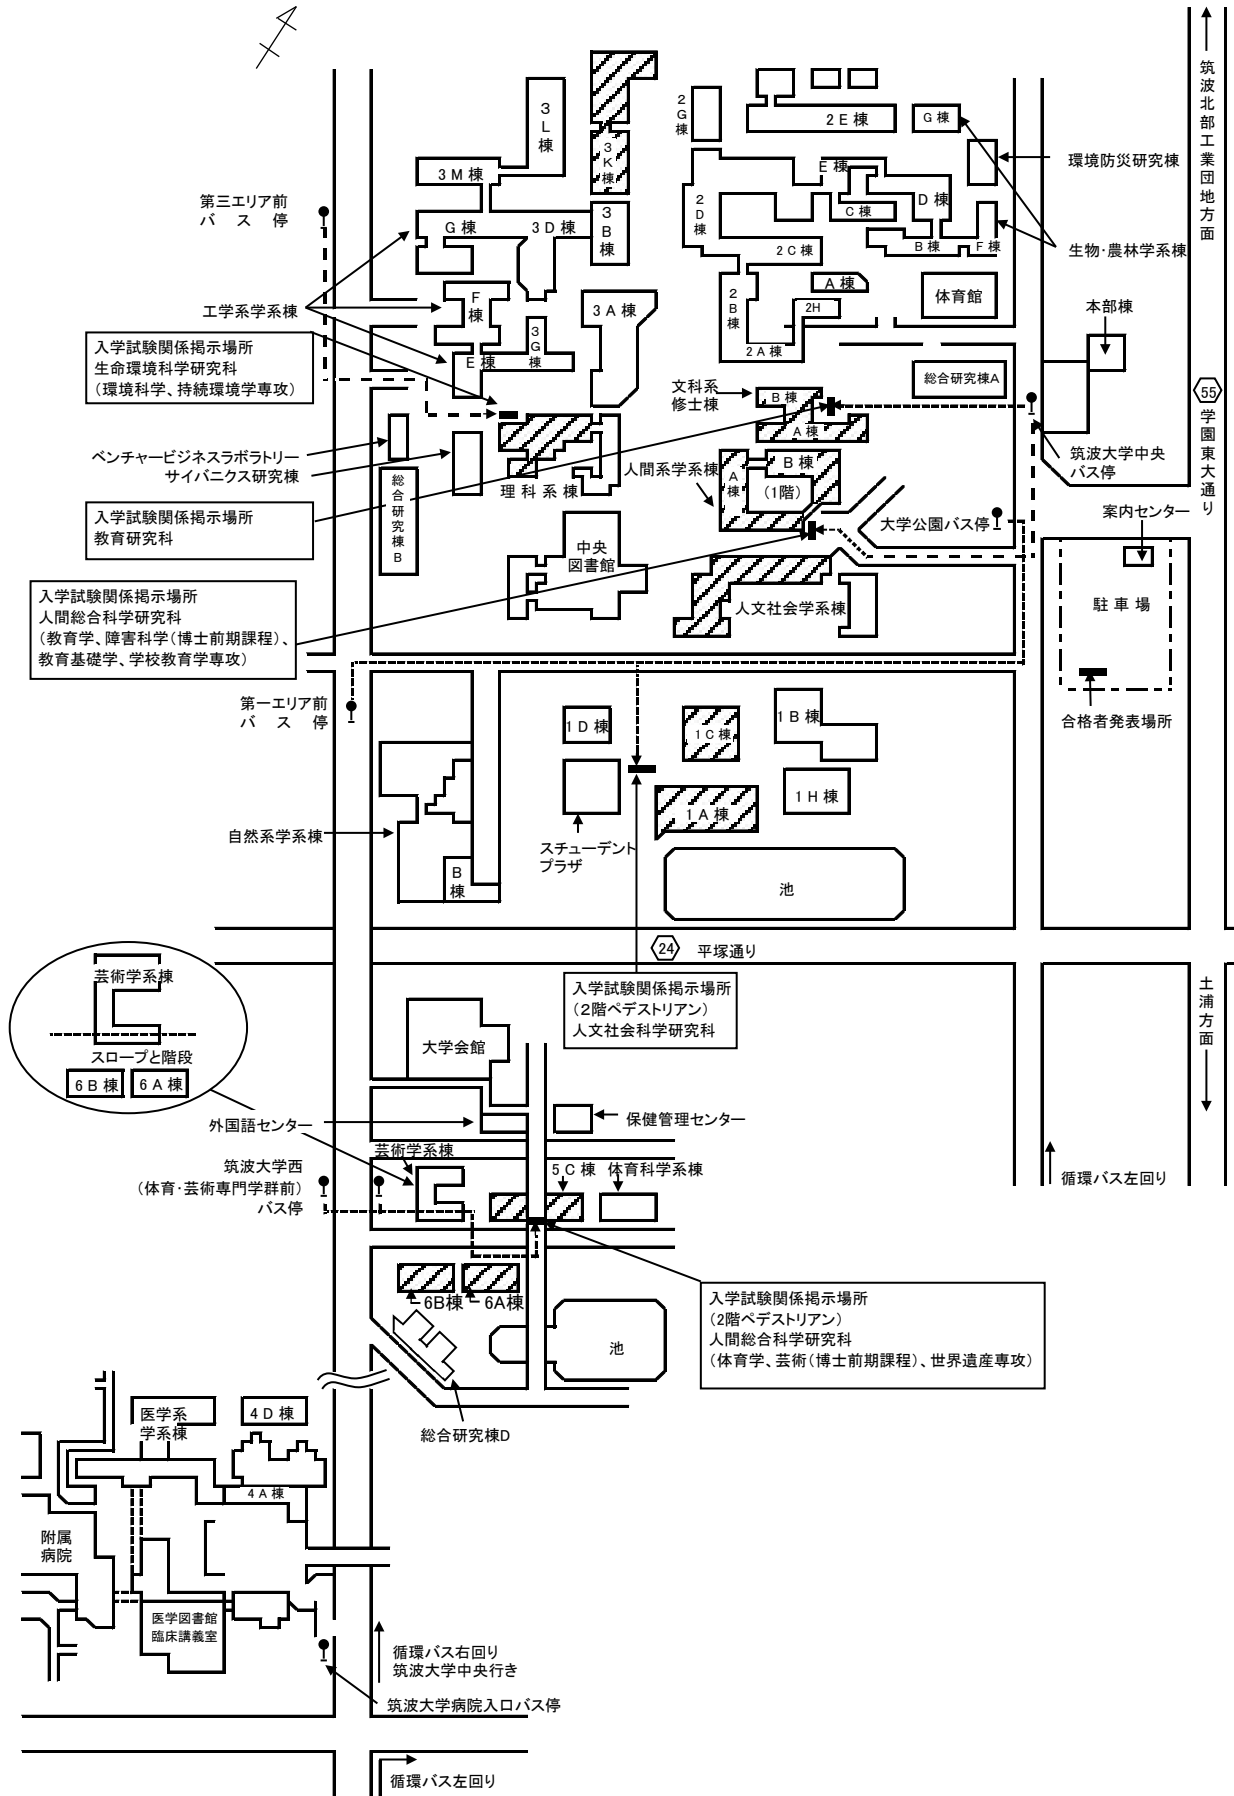 3L棟
3K棟
3M棟
第三エリア前
バス停
G棟
3D棟
3B棟
2G棟
2E棟
G棟
環境防災研究棟
E棟
D棟
C棟
2D棟
B棟
F棟
2C棟
生物・農林学系棟
A棟
体育館
本部棟
2B棟
2H
2A棟
筑波北部工業団地方面
工学系学系棟
F棟
3G棟
3A棟
E棟
入学試験関係掲示場所
生命環境科学研究科
(環境科学、持続環境学専攻)
文科系
修士棟
B棟
A棟
総合研究棟A
55
学園東大通り
筑波大学中央
バス停
ベンチャービジネスラボラトリー
サイバニクス研究棟
理科系棟
総合研究棟B
人間系学系棟
A棟
B棟
(1階)
入学試験関係掲示場所
教育研究科
大学公園バス停
案内センター
中央
図書館
駐車場
人文社会学系棟
入学試験関係掲示場所
人間総合科学研究科
(教育学、障害科学(博士前期課程)、
教育基礎学、学校教育学専攻)
合格者発表場所
第一エリア前
バス停
1D棟
1C棟
1B棟
1H棟
1A棟
自然系学系棟
スチューデント
プラザ
B棟
池
24
平塚通り
芸術学系棟
スロープと階段
6B棟
6A棟
入学試験関係掲示場所
(2階ペデストリアン)
人文社会科学研究科
土浦方面
大学会館
外国語センター
保健管理センター
芸術学系棟
筑波大学西
(体育・芸術専門学群前)
バス停
5C棟
体育科学系棟
循環バス左回り
6B棟
6A棟
入学試験関係掲示場所
(2階ペデストリアン)
人間総合科学研究科
(体育学、芸術(博士前期課程)、世界遺産専攻)
池
総合研究棟D
医学系
学系棟
4D棟
4A棟
附属
病院
医学図書館
臨床講義室
循環バス右回り
筑波大学中央行き
筑波大学病院入口バス停
循環バス左回り